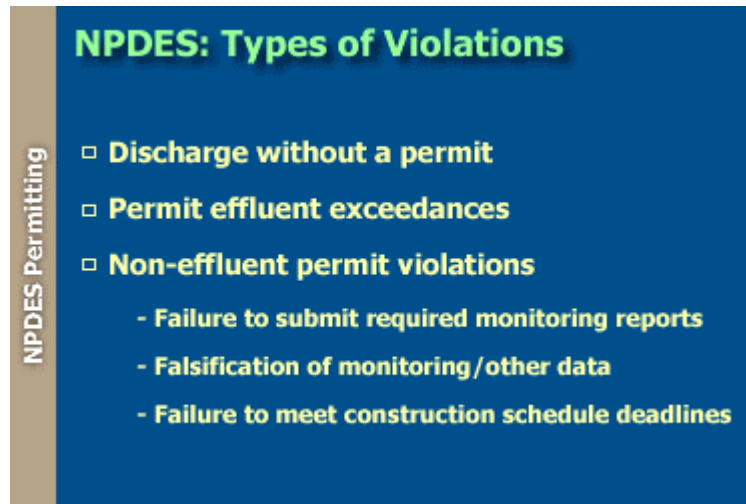 NPDES: Types of Violations
NPDES Permitting
▫ Discharge without a permit
▫ Permit effluent exceedances
▫ Non-effluent permit violations
- Failure to submit required monitoring reports
- Falsification of monitoring/other data
- Failure to meet construction schedule deadlines